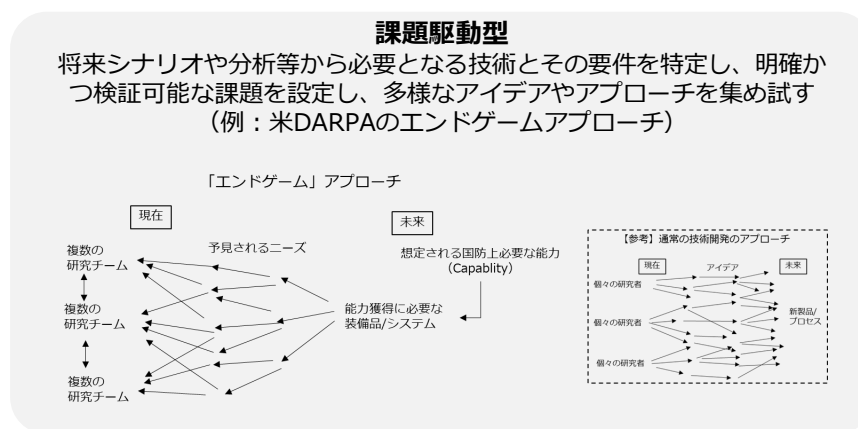 課題駆動型
将来シナリオや分析等から必要となる技術とその要件を特定し、明確か
つ検証可能な課題を設定し、多様なアイデアやアプローチを集め試す
（例：米DARPAのエンドゲームアプローチ）
「エンドゲーム」アプローチ
現在
未来
複数の
研究チーム
予見されるニーズ
想定される国防上必要な能力
（Capablity）
複数の
研究チーム
能力獲得に必要な
装備品/システム
複数の
研究チーム
【参考】通常の技術開発のアプローチ
現在
アイデア
未来
個々の研究者
個々の研究者
新製品/
プロセス
個々の研究者